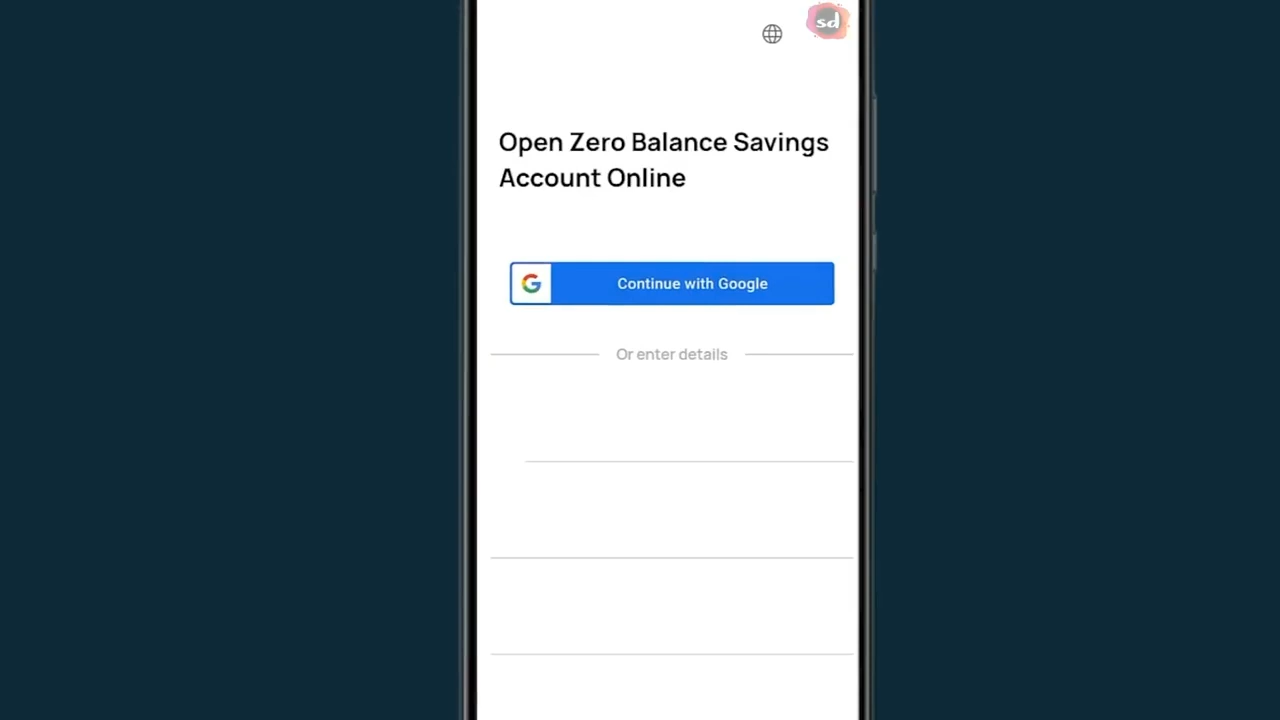 sd
Open Zero Balance Savings
Account Online
G
Continue with Google
Or enter details